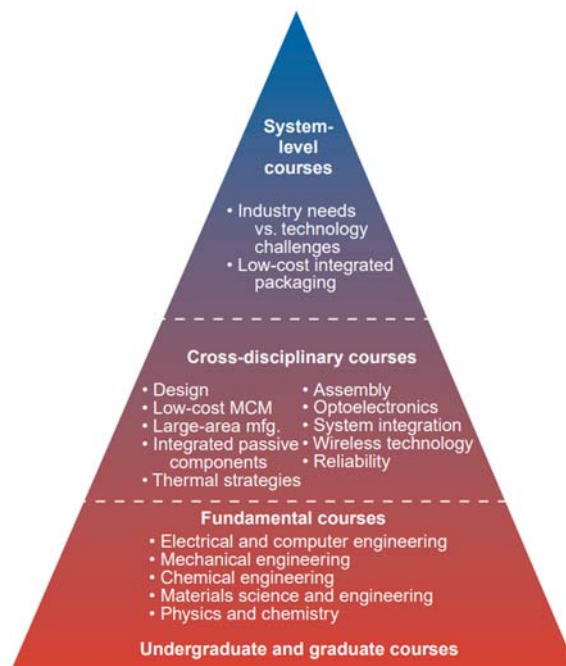 System-
level
courses
• Industry needs
vs. technology
challenges
• Low-cost integrated
packaging
Cross-disciplinary courses
• Design
• Low-cost MCM
• Large-area mfg.
• Integrated passive
components
• Thermal strategies
• Assembly
• Optoelectronics
• System integration
• Wireless technology
• Reliability
Fundamental courses
• Electrical and computer engineering
• Mechanical engineering
• Chemical engineering
• Materials science and engineering
• Physics and chemistry
Undergraduate and graduate courses